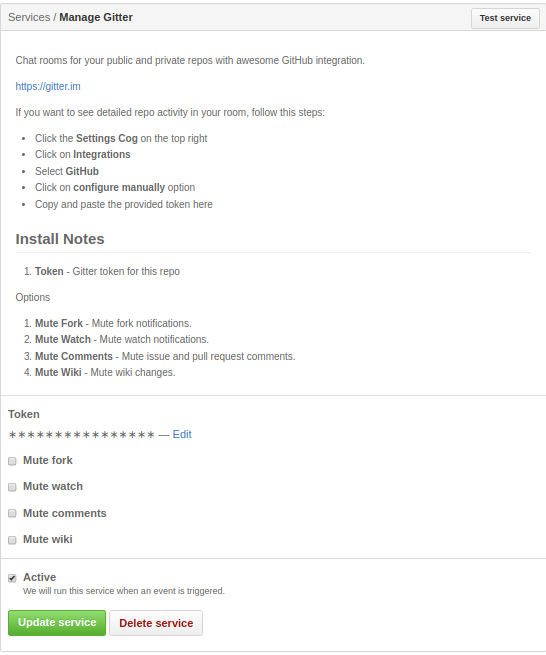 Services / Manage Gitter
Test service
Chat rooms for your public and private repos with awesome GitHub integration.
https://gitter.im
If you want to see detailed repo activity in your room, follow this steps:
• Click the Settings Cog on the top right
• Click on Integrations
• Select GitHub
• Click on configure manually option
• Copy and paste the provided token here
Install Notes
1. Token - Gitter token for this repo
Options
1. Mute Fork - Mute fork notifications.
2. Mute Watch - Mute watch notifications.
3. Mute Comments - Mute issue and pull request comments.
4. Mute Wiki - Mute wiki changes.
Token
∗∗∗∗∗∗∗∗∗∗∗∗∗∗∗∗ — Edit
Mute fork
Mute watch
Mute comments
Mute wiki
Active
We will run this service when an event is triggered.
Update service
Delete service